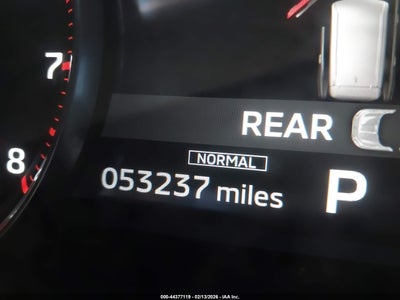 7
REAR
NORMAL
8
053237 miles
P
000-44377119 - 02/13/2026 - IAA Inc.